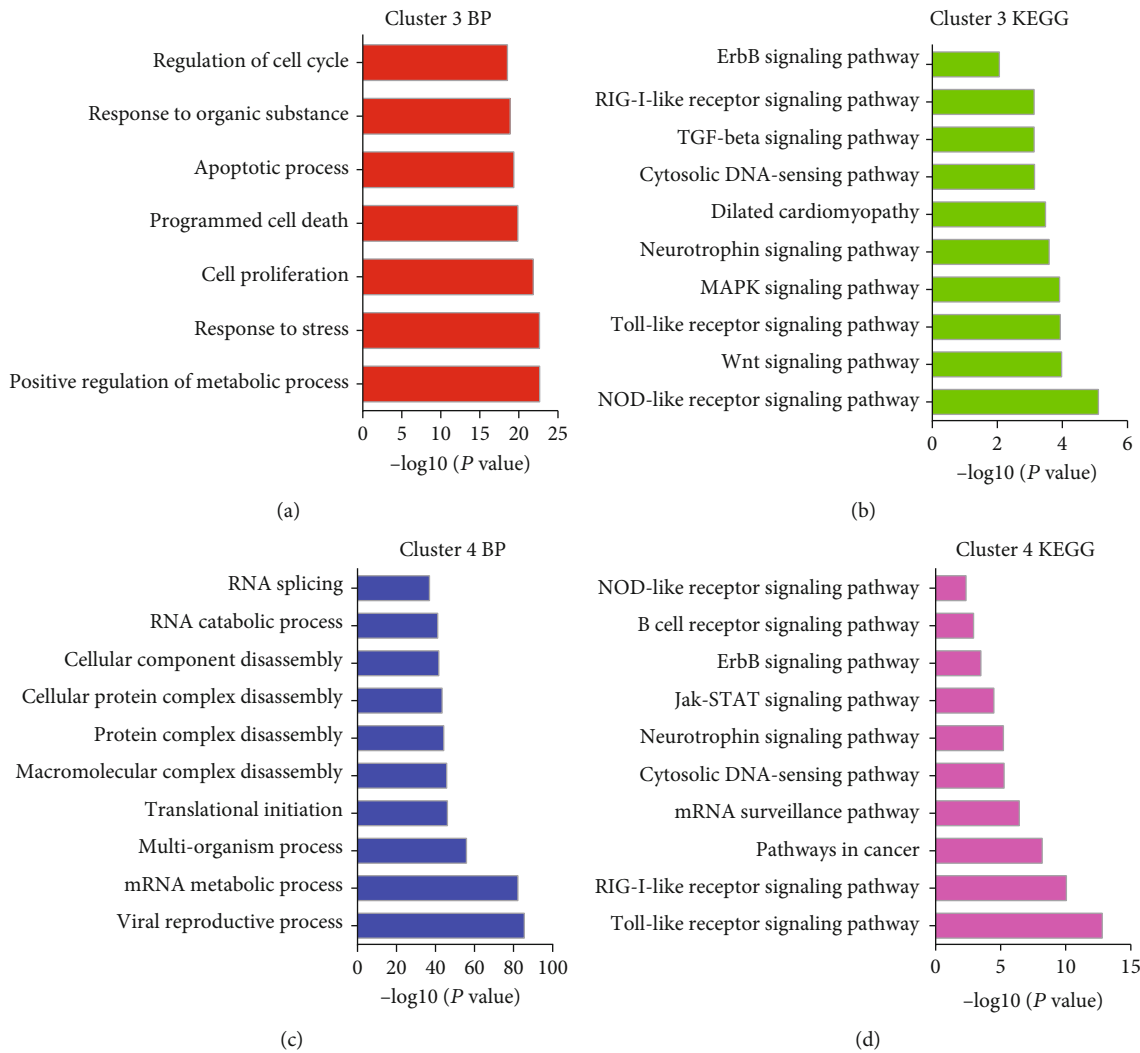 Cluster 3 BP
Regulation of cell cycle
Response to organic substance
Apoptotic process
Programmed cell death
Cell proliferation
Response to stress
Positive regulation of metabolic process
0 5 10 15 20 25
–log10 (P value)
(a)
Cluster 3 KEGG
ErbB signaling pathway
RIG-I-like receptor signaling pathway
TGF-beta signaling pathway
Cytosolic DNA-sensing pathway
Dilated cardiomyopathy
Neurotrophin signaling pathway
MAPK signaling pathway
Toll-like receptor signaling pathway
Wnt signaling pathway
NOD-like receptor signaling pathway
0 2 4 6
–log10 (P value)
(b)
Cluster 4 BP
RNA splicing
RNA catabolic process
Cellular component disassembly
Cellular protein complex disassembly
Protein complex disassembly
Macromolecular complex disassembly
Translational initiation
Multi-organism process
mRNA metabolic process
Viral reproductive process
0 20 40 60 80 100
–log10 (P value)
(c)
Cluster 4 KEGG
NOD-like receptor signaling pathway
B cell receptor signaling pathway
ErbB signaling pathway
Jak-STAT signaling pathway
Neurotrophin signaling pathway
Cytosolic DNA-sensing pathway
mRNA surveillance pathway
Pathways in cancer
RIG-I-like receptor signaling pathway
Toll-like receptor signaling pathway
0 5 10 15
–log10 (P value)
(d)